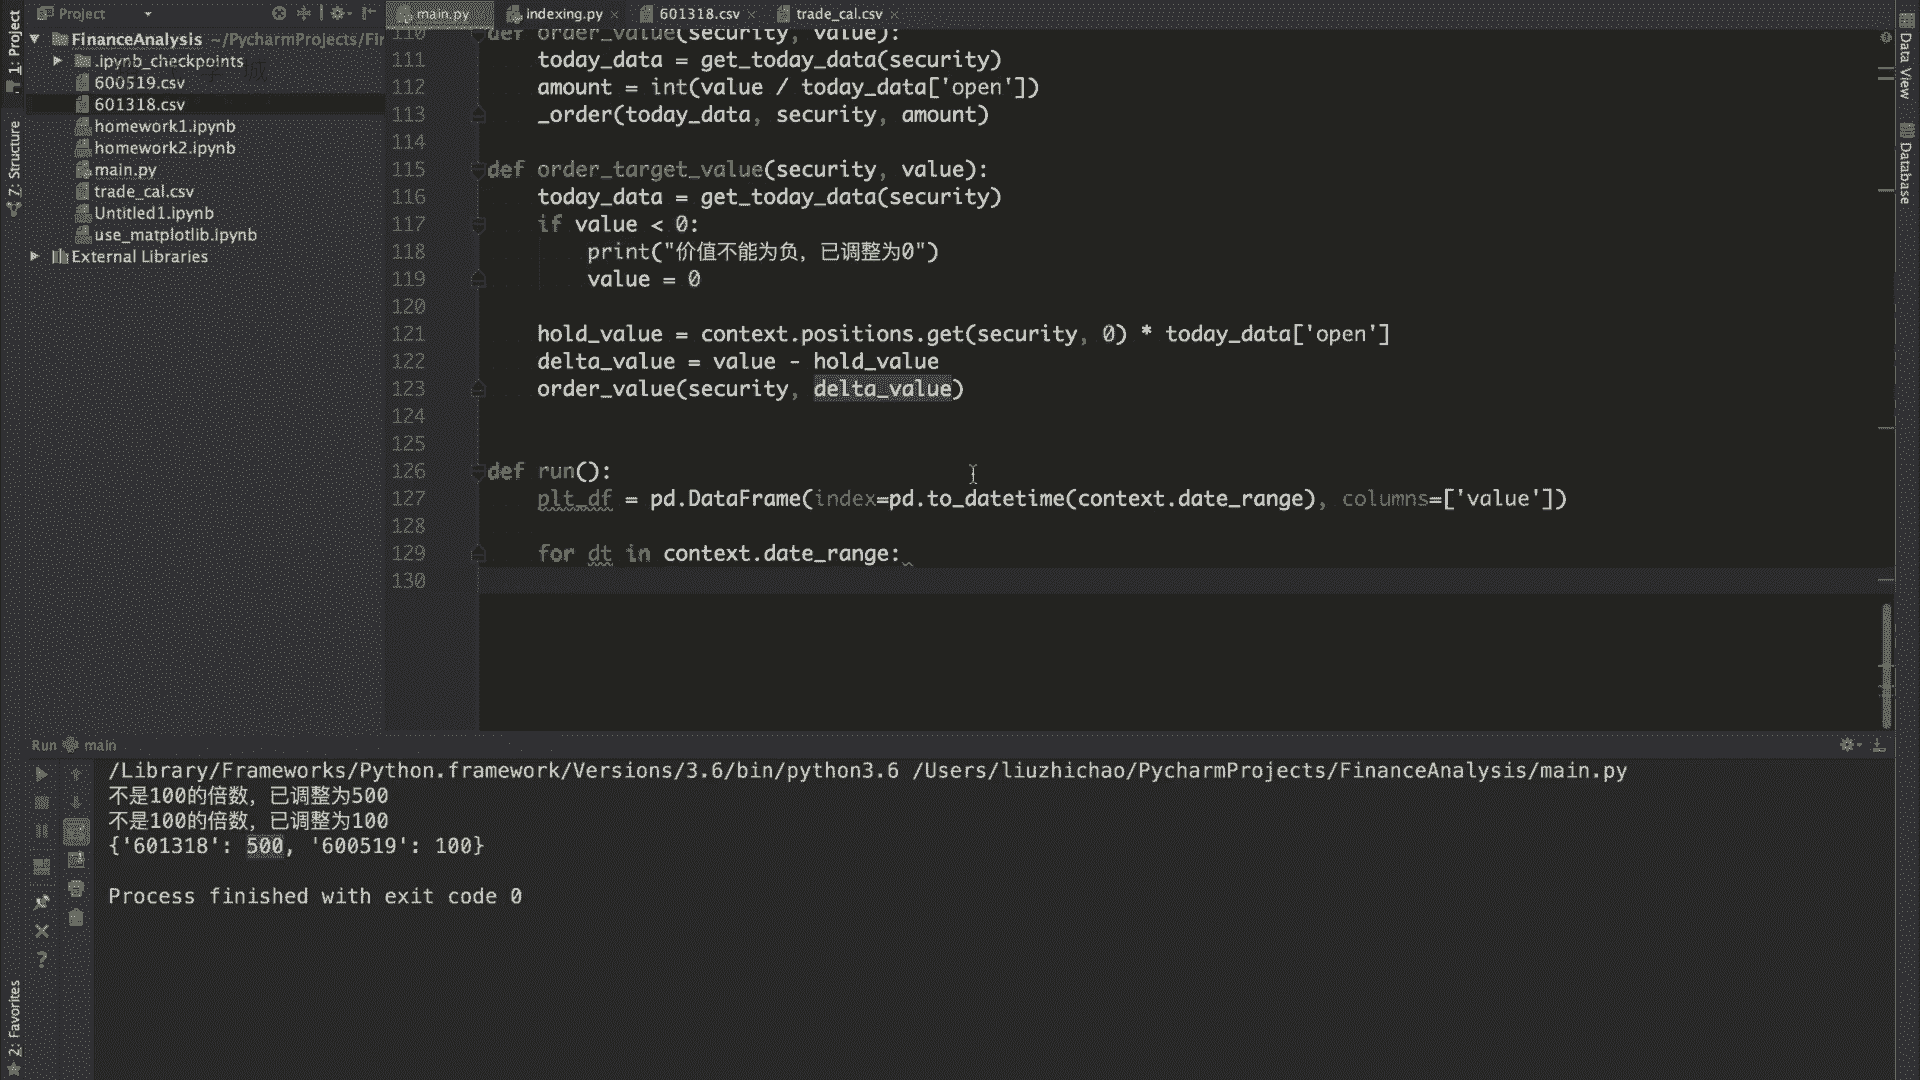 Project
main.py
indexing.py
601318.csv
trade_cal.csv
1: Project
FinanceAnalysis ~/PycharmProjects/Fir
.ipynb_checkpoints
600519.csv
601318.csv
homework1.ipynb
homework2.ipynb
main.py
trade_cal.csv
Untitled1.ipynb
use_matplotlib.ipynb
External Libraries
7: Structure
Data View
Database
110 def order_value(security, value):
111 today_data = get_today_data(security)
112 amount = int(value / today_data['open'])
113 _order(today_data, security, amount)
114
115 def order_target_value(security, value):
116 today_data = get_today_data(security)
117 if value < 0:
118 print("价值不能为负，已调整为0")
119 value = 0
120
121 hold_value = context.positions.get(security, 0) * today_data['open']
122 delta_value = value - hold_value
123 order_value(security, delta_value)
124
125
126 def run():
127 plt_df = pd.DataFrame(index=pd.to_datetime(context.date_range), columns=['value'])
128
129 for dt in context.date_range:
130
Run main
/Library/Frameworks/Python.framework/Versions/3.6/bin/python3.6 /Users/liuzhichao/PycharmProjects/FinanceAnalysis/main.py
不是100的倍数，已调整为500
不是100的倍数，已调整为100
{'601318': 500, '600519': 100}
Process finished with exit code 0
2: Favorites